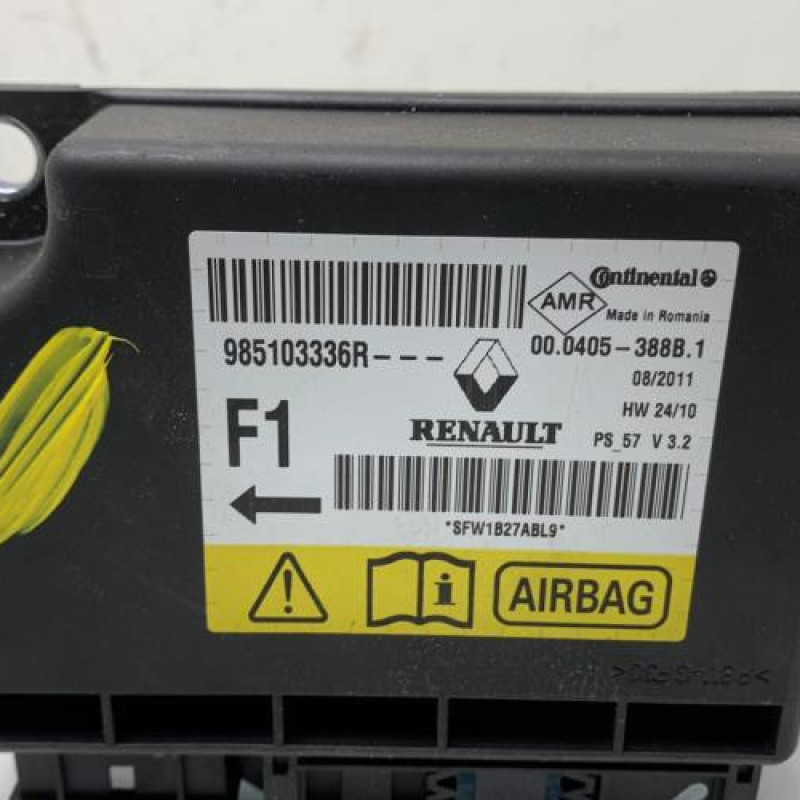 Continental
AMR
Made in Romania
985103336R---
00.0405-388B.1
08/2011
F1
HW 24/10
RENAULT
PS_57 V 3.2
*SFW1B27ABL9*
i
AIRBAG